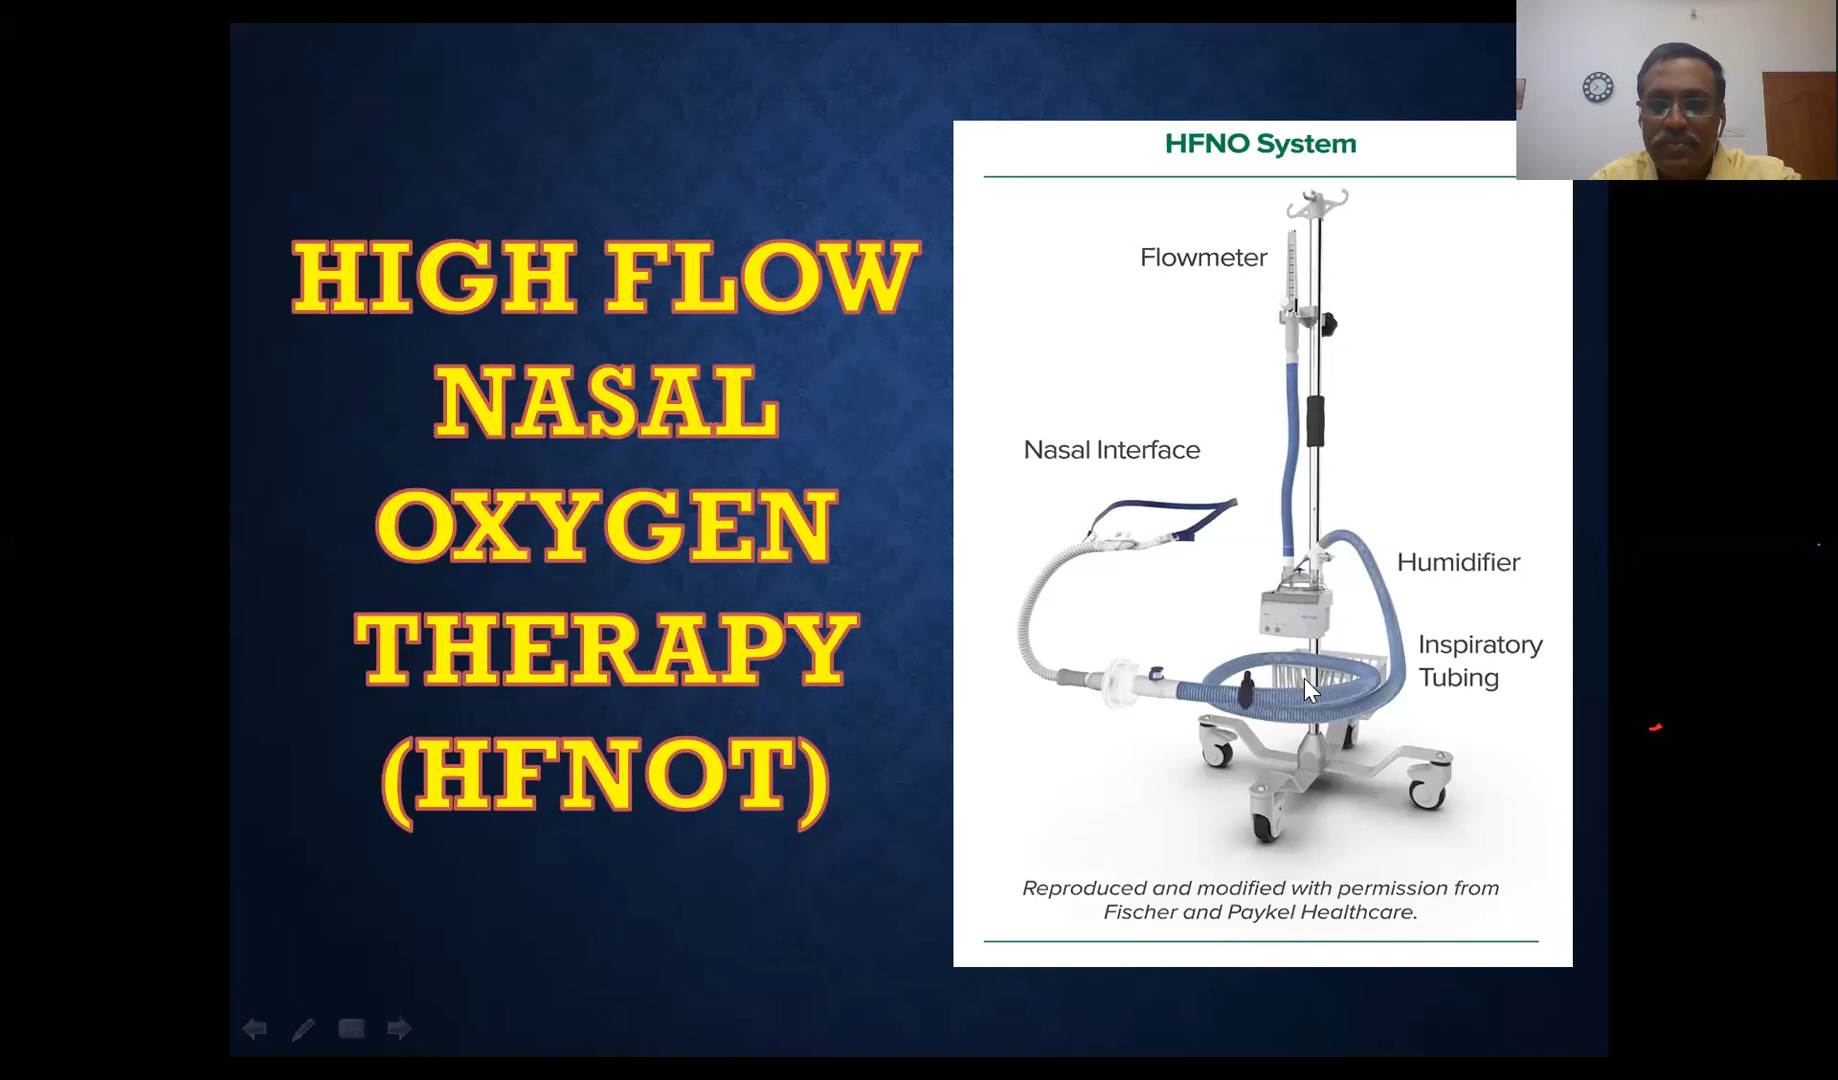 HIGH FLOW
NASAL
OXYGEN
THERAPY
(HFNOT)
HFNO System
Flowmeter
Nasal Interface
Humidifier
Inspiratory
Tubing
Reproduced and modified with permission from
Fischer and Paykel Healthcare.